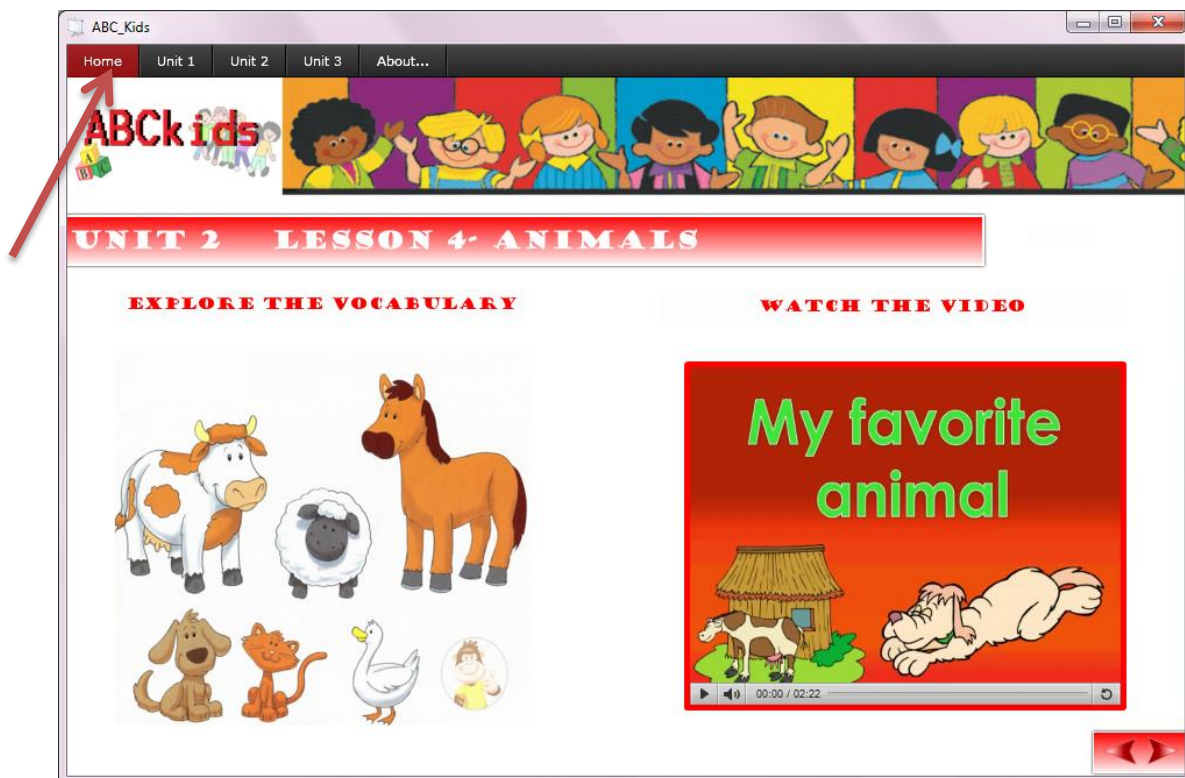 ABC_Kids
Home Unit 1 Unit 2 Unit 3 About...
ABCkids
A
B C
UNIT 2 LESSON 4- ANIMALS
EXPLORE THE VOCABULARY
WATCH THE VIDEO
My favorite
animal
00:00 / 02:22